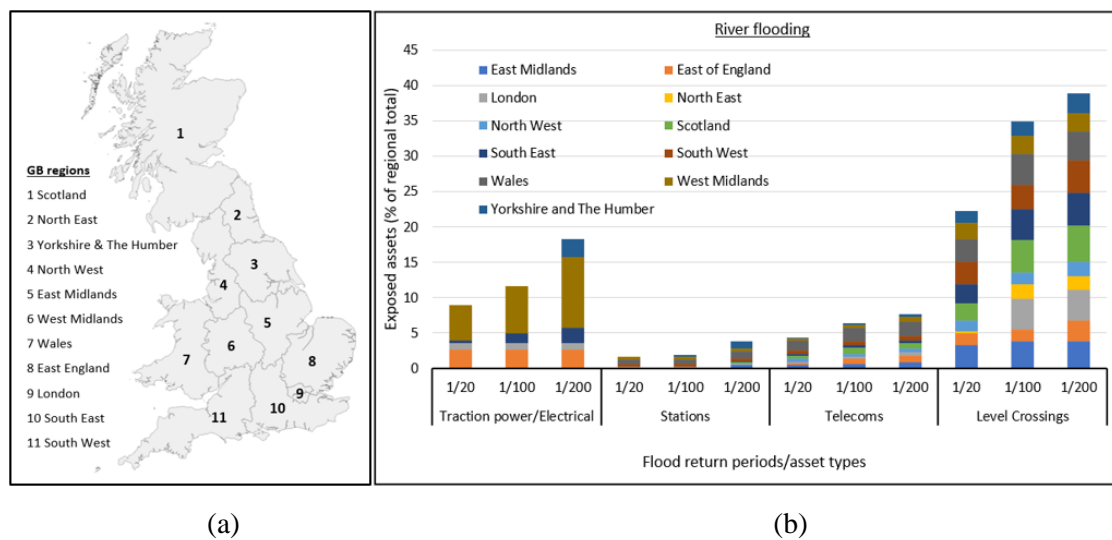 GB regions
1 Scotland
2 North East
3 Yorkshire & The Humber
4 North West
5 East Midlands
6 West Midlands
7 Wales
8 East England
9 London
10 South East
11 South West
1
2
3
4
5
6
7
8
9
10
11
(a)
River flooding
Exposed assets (% of regional total)
45
40
35
30
25
20
15
10
5
0
East Midlands East of England
London North East
North West Scotland
South East South West
Wales West Midlands
Yorkshire and The Humber
1/20 1/100 1/200 1/20 1/100 1/200 1/20 1/100 1/200 1/20 1/100 1/200
Traction power/Electrical Stations Telecoms Level Crossings
Flood return periods/asset types
(b)